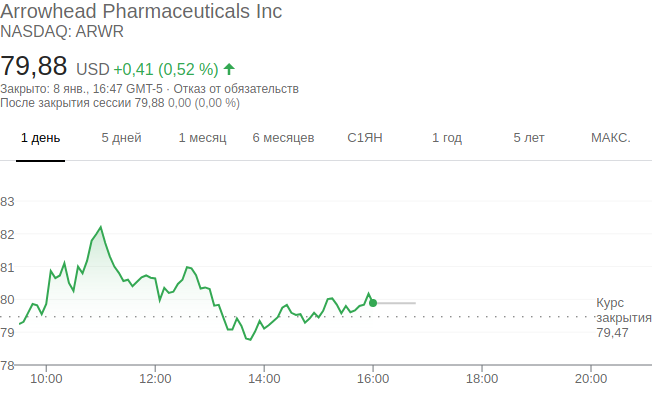 Arrowhead Pharmaceuticals Inc
NASDAQ: ARWR
79,88 USD +0,41 (0,52 %)
Закрыто: 8 янв., 16:47 GMT-5 · Отказ от обязательств
После закрытия сессии 79,88 0,00 (0,00 %)
1 день 5 дней 1 месяц 6 месяцев С1ЯН 1 год 5 лет МАКС.
83
82
81
80
79
78
Курс
закрытия
79,47
10:00 12:00 14:00 16:00 18:00 20:00